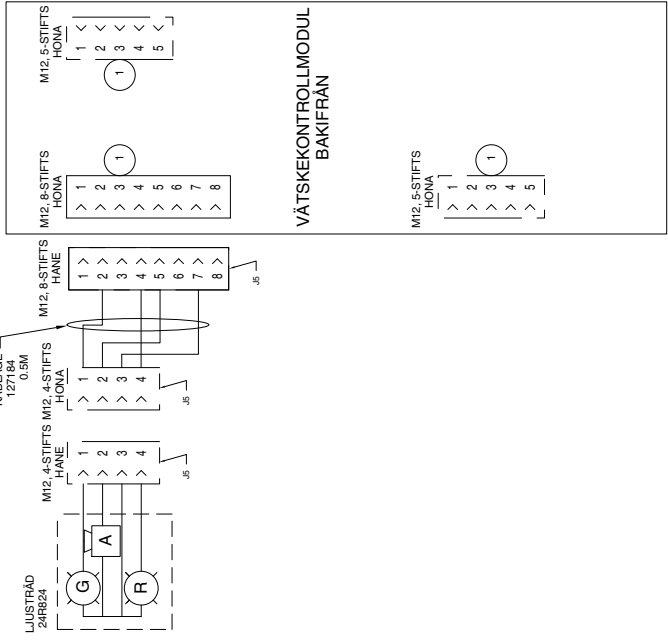 LJUSTRÄD
24R824
G
A
R
M12, 4-STIFTS
HANE
1
2
3
4
J5
M12, 4-STIFTS
HONA
1
2
3
4
J5
127184
0.5M
M12, 8-STIFTS
HANE
1
2
3
4
5
6
7
8
J5
M12, 8-STIFTS
HONA
1
2
3
4
5
6
7
8
1
M12, 5-STIFTS
HONA
1
2
3
4
5
1
VÄTSKEKONTROLLMODUL
BAKIFRÅN
M12, 5-STIFTS
HONA
1
2
3
4
5
1